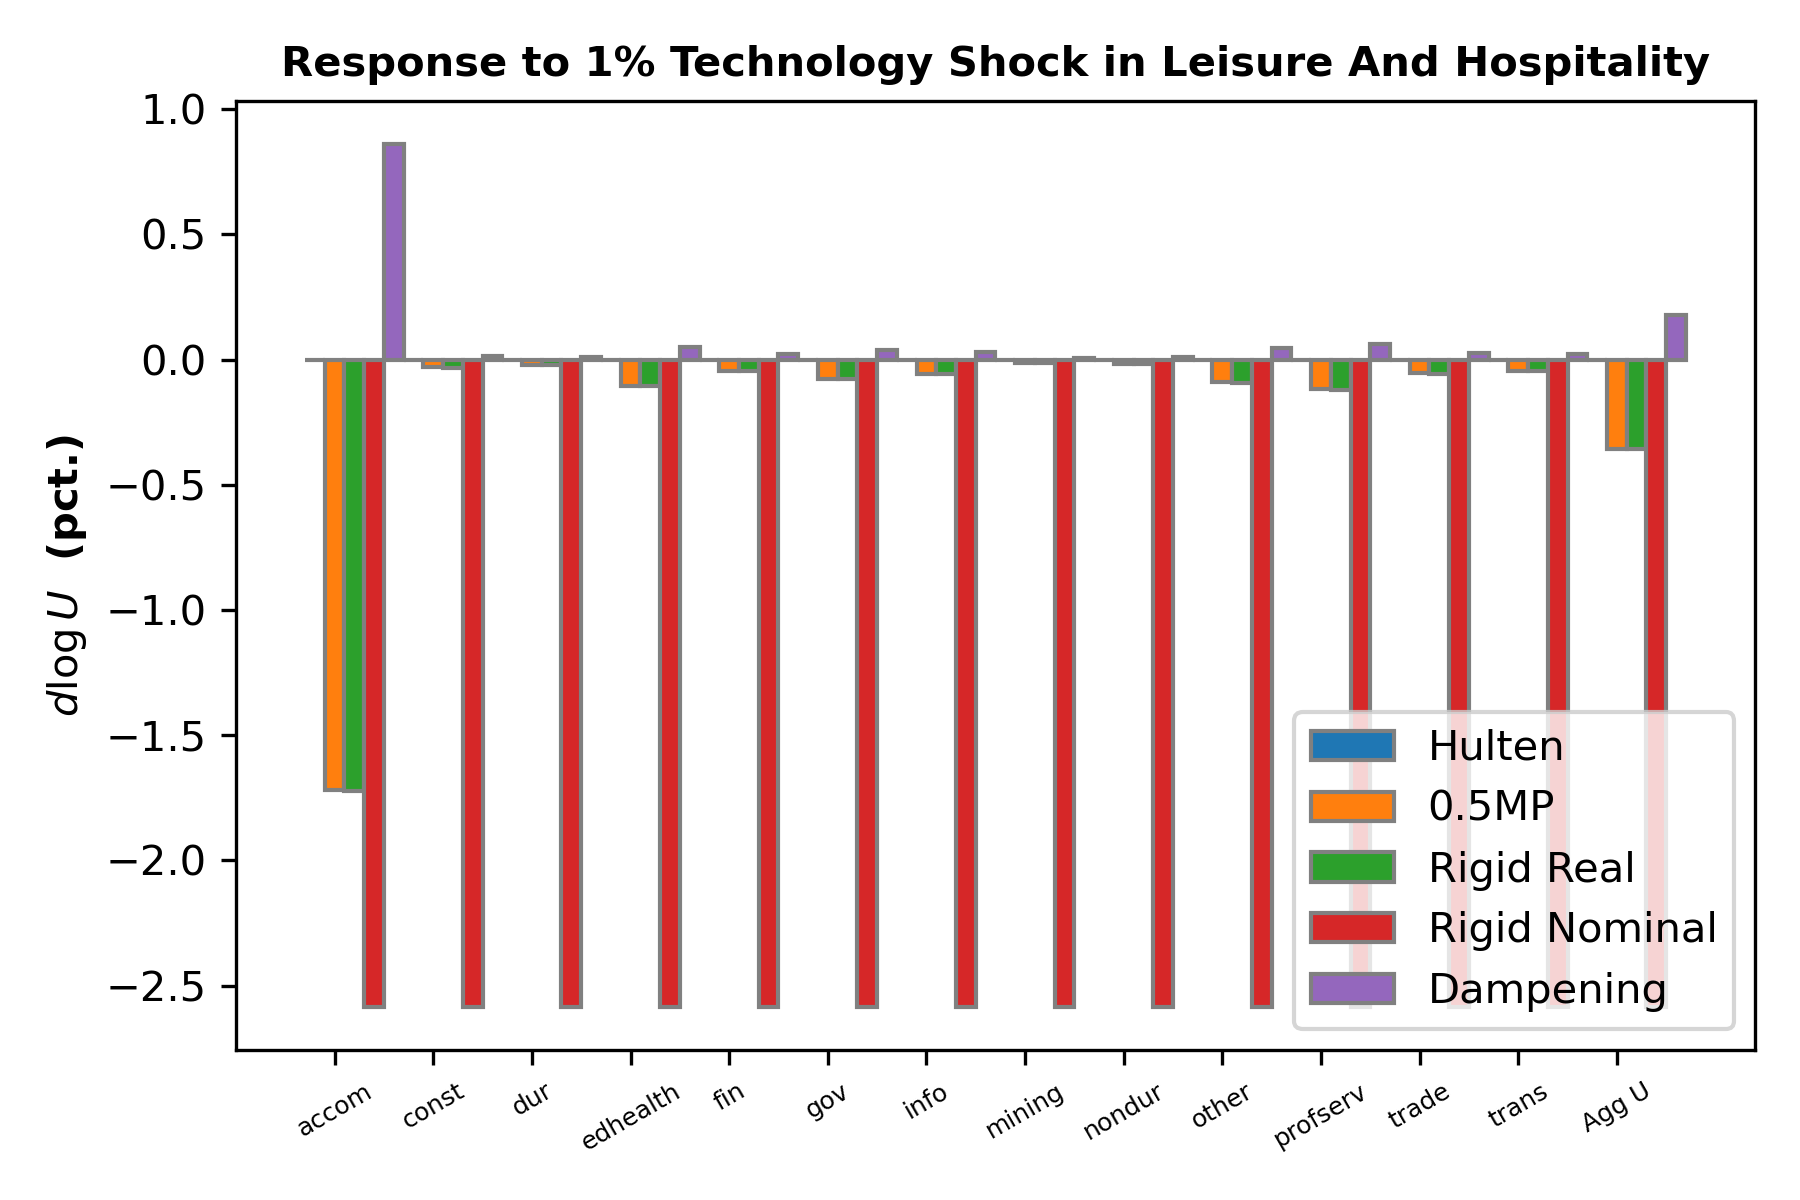 Response to 1% Technology Shock in Leisure And Hospitality
1.0
0.5
0.0
−0.5
−1.0
−1.5
−2.0
−2.5
dlog U (pct.)
Hulten
0.5MP
Rigid Real
Rigid Nominal
Dampening
accom const dur edhealth fin gov info mining nondur other profserv trade trans Agg U